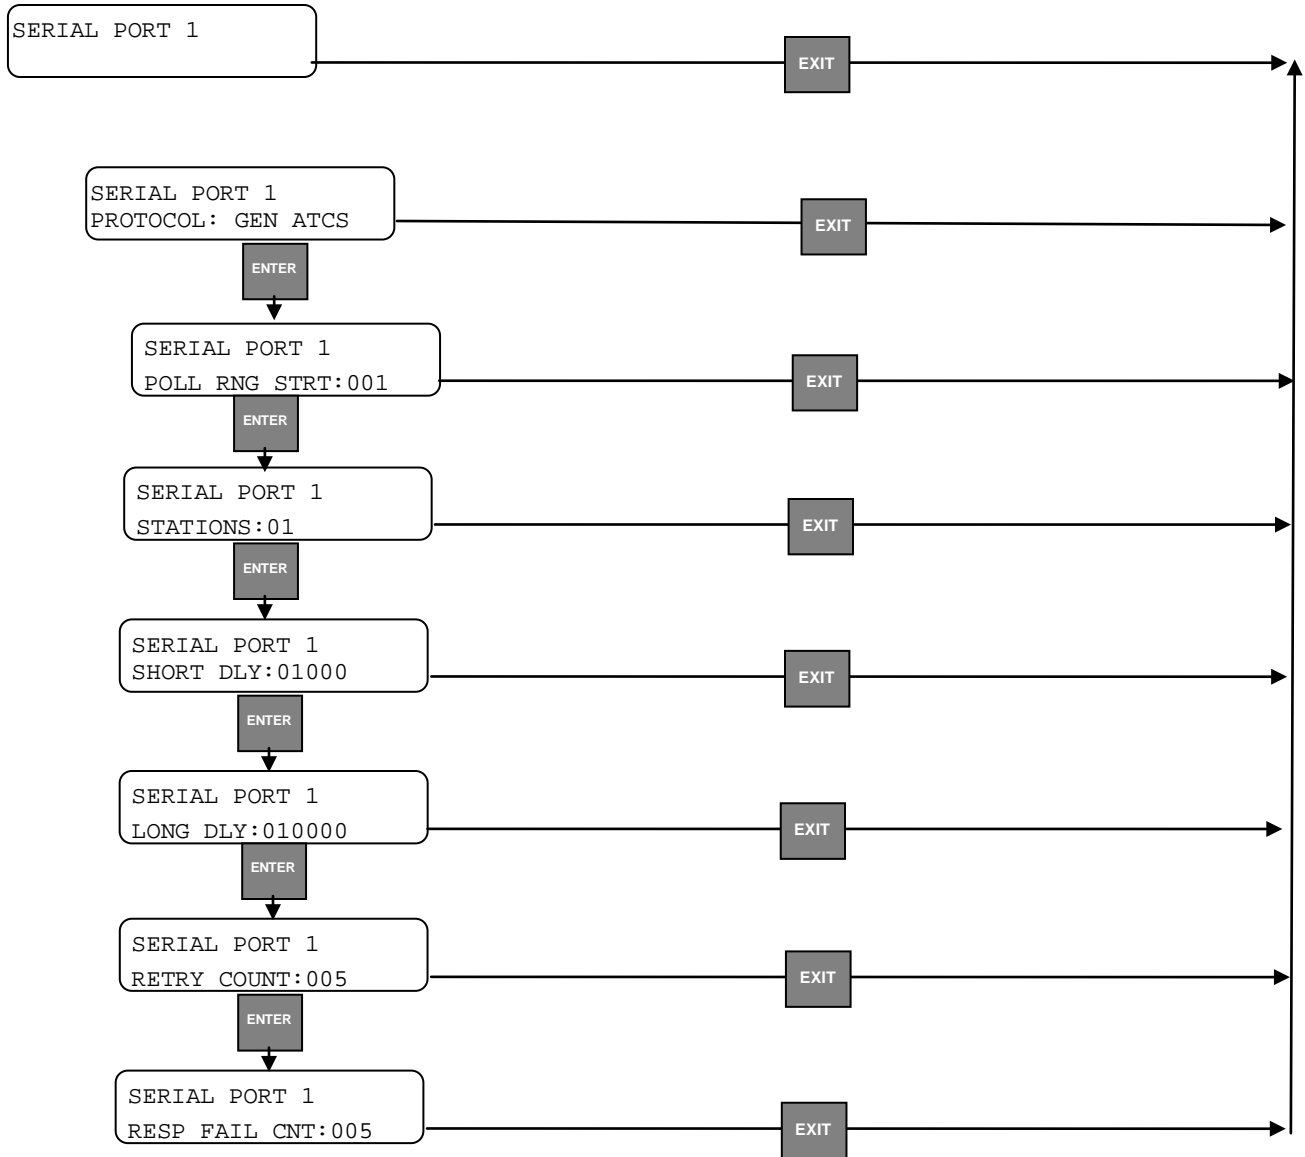 SERIAL PORT 1
EXIT
SERIAL PORT 1
PROTOCOL: GEN ATCS
EXIT
ENTER
SERIAL PORT 1
POLL RNG STRT:001
EXIT
ENTER
SERIAL PORT 1
STATIONS:01
EXIT
ENTER
SERIAL PORT 1
SHORT DLY:01000
EXIT
ENTER
SERIAL PORT 1
LONG DLY:010000
EXIT
ENTER
SERIAL PORT 1
RETRY COUNT:005
EXIT
ENTER
SERIAL PORT 1
RESP FAIL CNT:005
EXIT